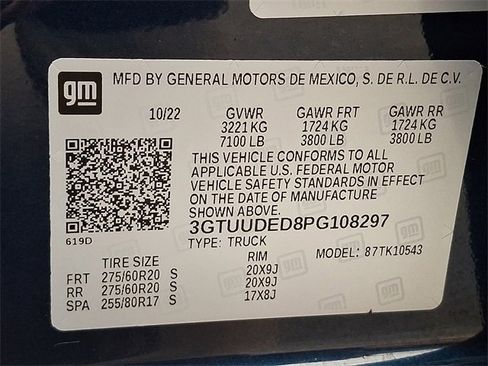 gm
MFD BY GENERAL MOTORS DE MEXICO, S. DE R.L. DE C.V.
10/22 GVWR GAWR FRT GAWR RR
3221 KG 1724 KG 1724 KG
7100 LB 3800 LB 3800 LB
THIS VEHICLE CONFORMS TO ALL
APPLICABLE U.S. FEDERAL MOTOR
VEHICLE SAFETY STANDARDS IN EFFECT
ON THE DATE OF MANUFACTURE
SHOWN ABOVE.
619D
3GTUUDED8PG108297
TYPE: TRUCK MODEL: 87TK10543
TIRE SIZE RIM
FRT 275/60R20 S 20X9J
RR 275/60R20 S 20X9J
SPA 255/80R17 S 17X8J